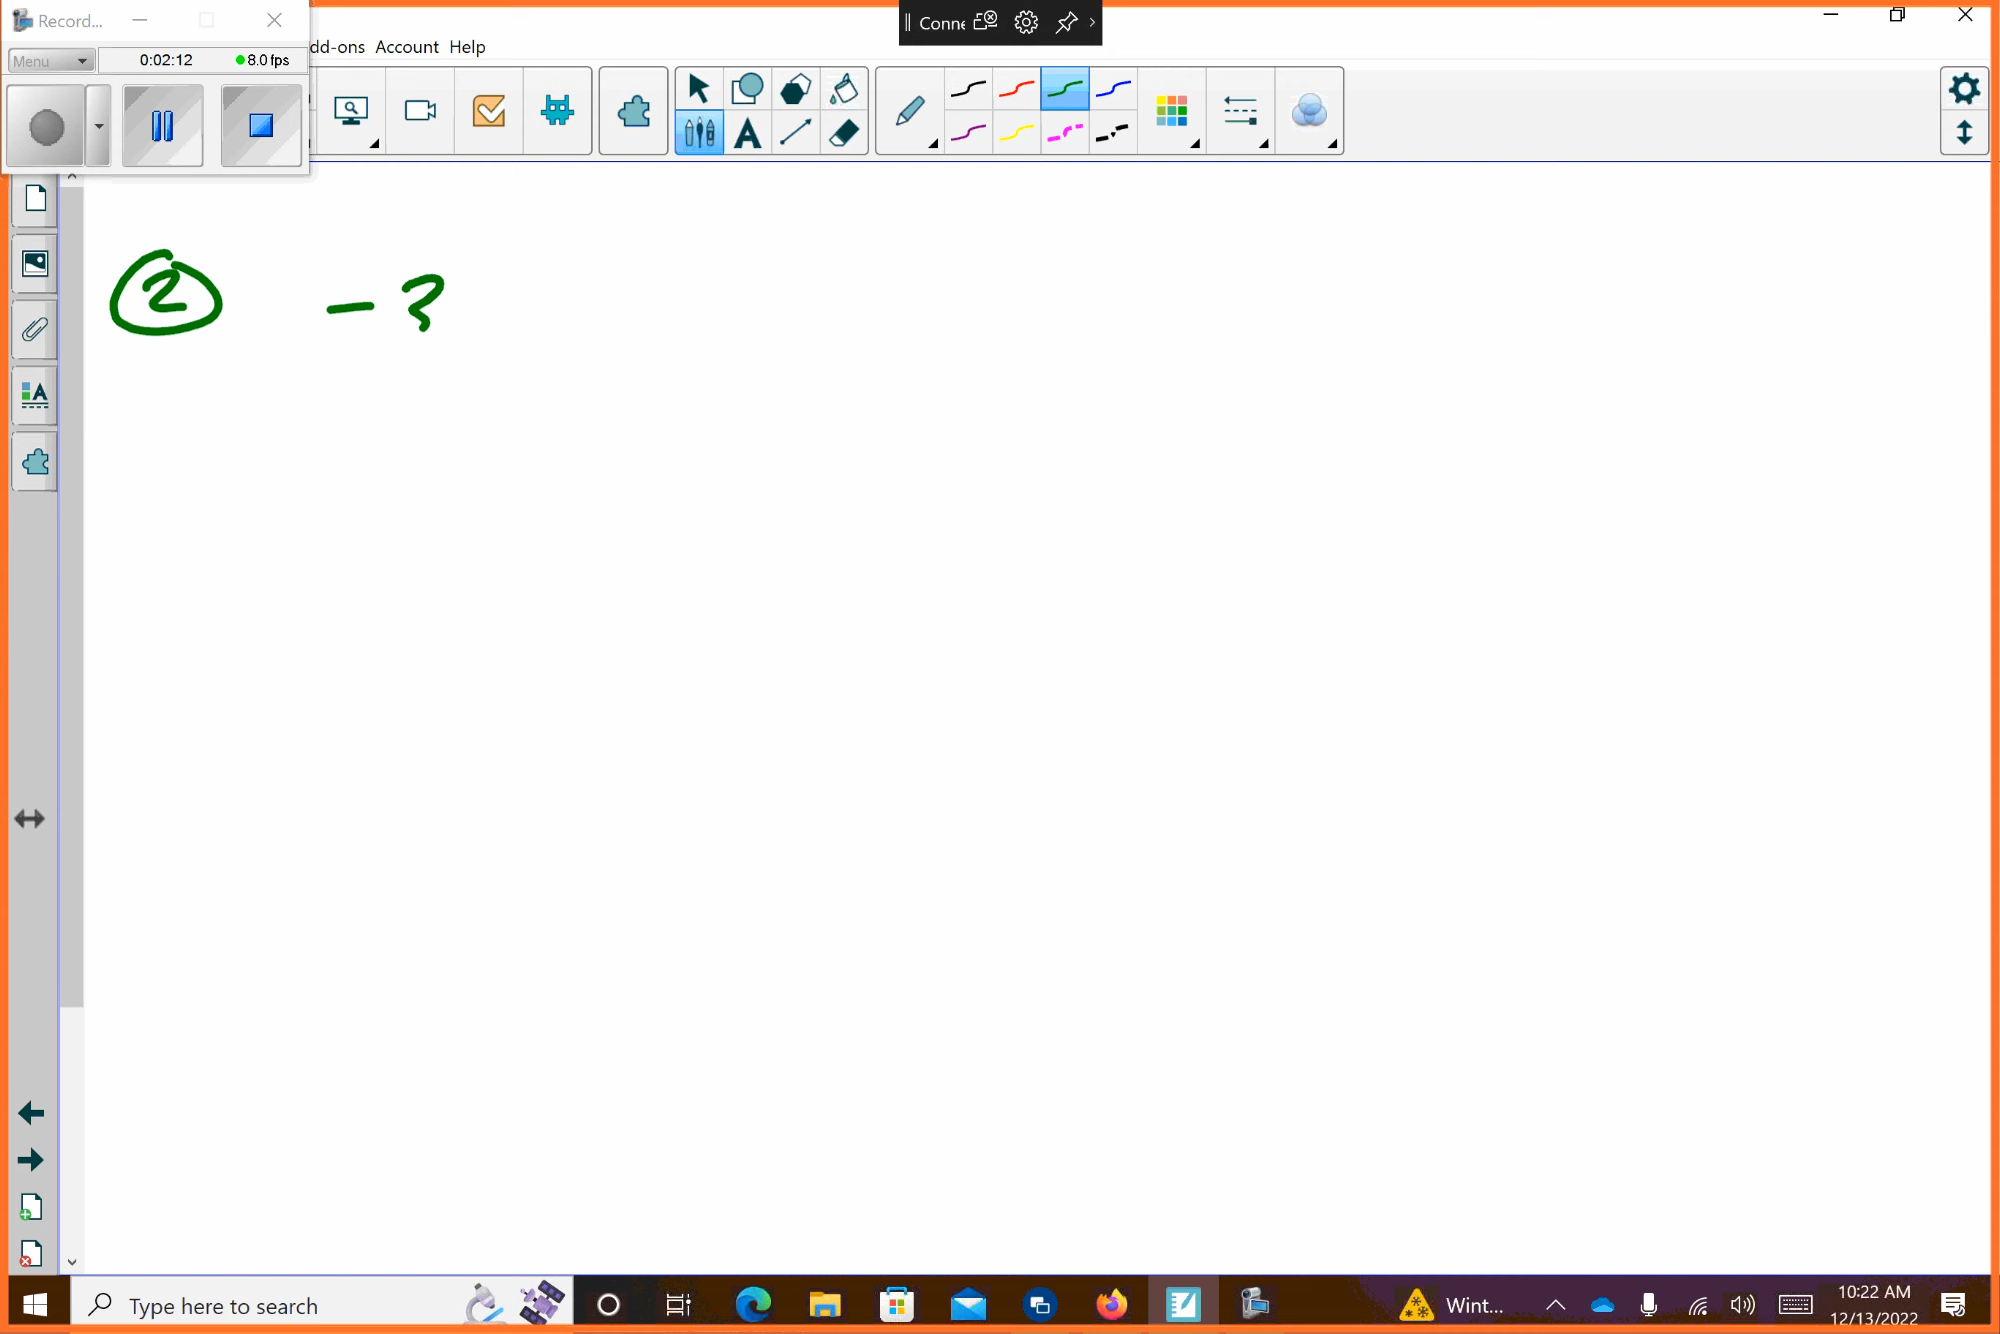 Record...
Conne
Menu 0:02:12 8.0 fps
dd-ons Account Help
A
A
2 - ?
Type here to search
Wint...
10:22 AM
12/13/2022